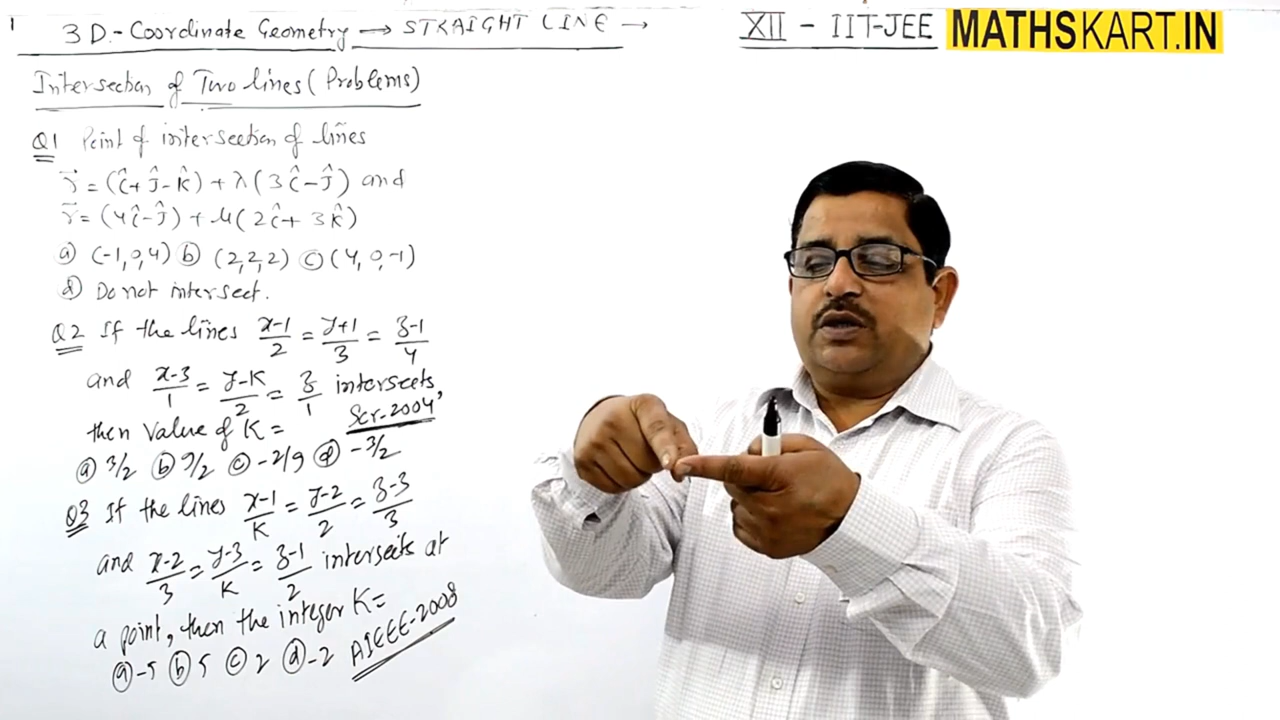 1 3D.-Coordinate Geometry → STRAIGHT LINE →
XII - IIT-JEE MATHSKART.IN
Intersection of Two lines (Problems)
Q1 Point of intersection of lines
r⃗ = (î + ĵ - k̂) + λ(3î - ĵ) and
r⃗ = (4î - ĵ) + μ(2î + 3k̂)
ⓐ (-1,0,4) ⓑ (2,2,2) ⓒ (4,0,-1)
ⓓ Do not intersect.
Q2 If the lines (x-1)/2 = (y+1)/3 = (z-1)/4
and (x-3)/1 = (y-K)/2 = z/1 intersects,
then value of K = Scr-2004
ⓐ 3/2 ⓑ 9/2 ⓒ -2/9 ⓓ -3/2
Q3 If the lines (x-1)/K = (y-2)/2 = (z-3)/3
and (x-2)/3 = (y-3)/K = (z-1)/2 intersects at
a point, then the integer K=
ⓐ -5 ⓑ 5 ⓒ 2 ⓓ -2 AIEEE-2008